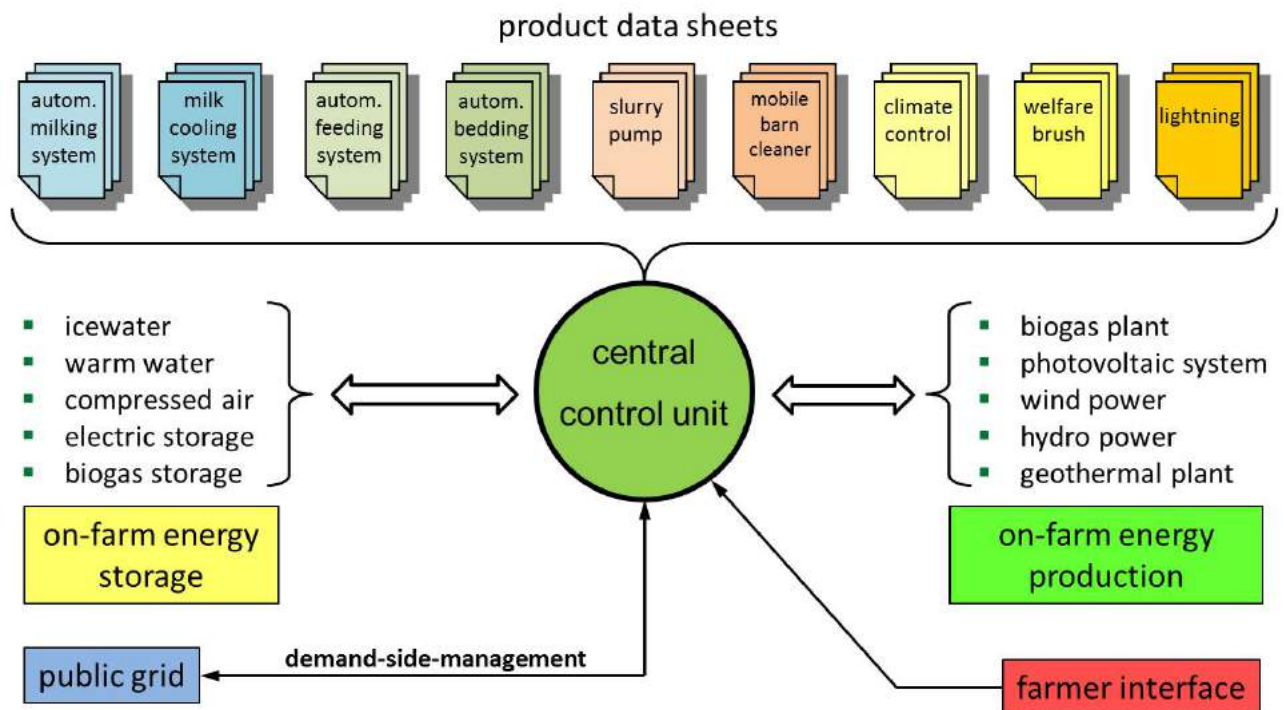 product data sheets
autom.
milking
system
milk
cooling
system
autom.
feeding
system
autom.
bedding
system
slurry
pump
mobile
barn
cleaner
climate
control
welfare
brush
lightning
icewater
warm water
compressed air
electric storage
biogas storage
central
control unit
biogas plant
photovoltaic system
wind power
hydro power
geothermal plant
on-farm energy
storage
on-farm energy
production
demand-side-management
public grid
farmer interface